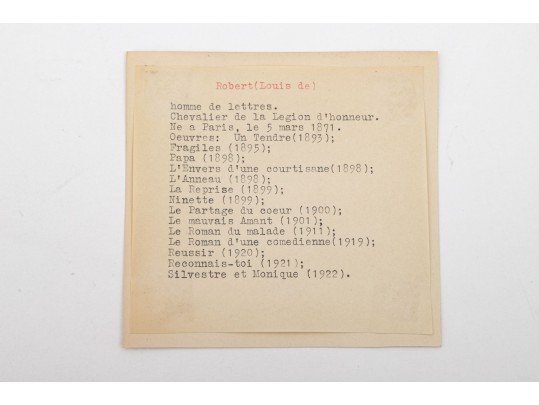 Robert(Louis de)
homme de lettres.
Chevalier de la Legion d'honneur.
Ne a Paris, le 5 mars 1871.
Oeuvres: Un Tendre(1893);
Fragiles (1895);
Papa (1898);
L'Envers d'une courtisane(1898);
L'Anneau (1898);
La Reprise (1899);
Ninette (1899);
Le Partage du coeur (1900);
Le mauvais Amant (1901);
Le Roman du malade (1911);
Le Roman d'une comedienne(1919);
Reussir (1920);
Reconnais-toi (1921);
Silvestre et Monique (1922).